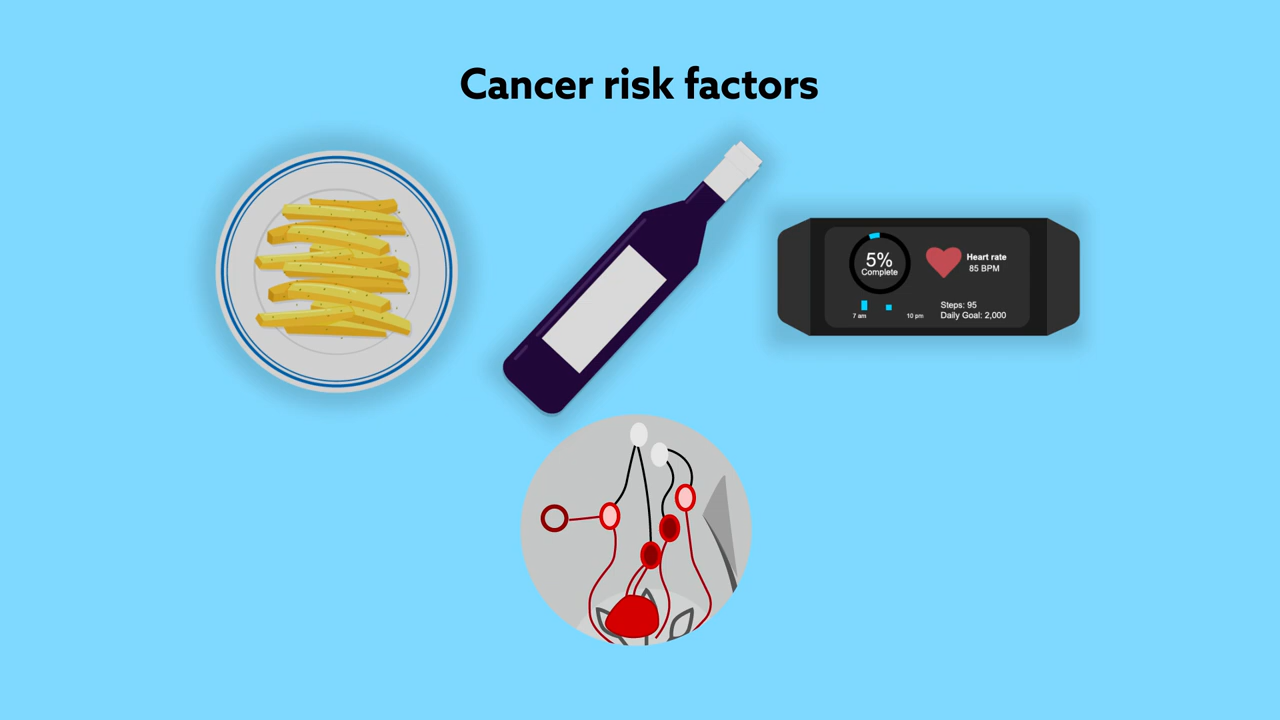 Cancer risk factors
5%
Complete
Heart rate
85 BPM
7 am
10 pm
Steps: 95
Daily Goal: 2,000